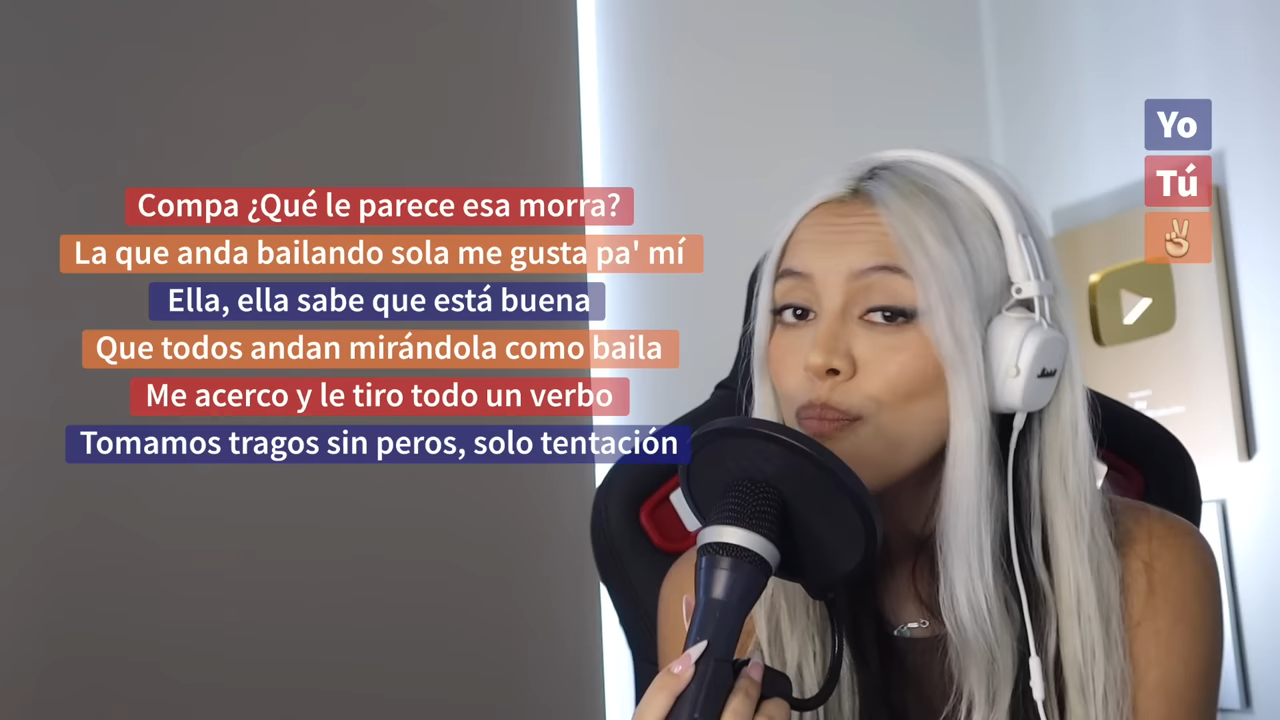 Compa ¿Qué le parece esa morra?
La que anda bailando sola me gusta pa' mí
Ella, ella sabe que está buena
Que todos andan mirándola como baila
Me acerco y le tiro todo un verbo
Tomamos tragos sin peros, solo tentación
Yo
Tú
✌
Marshall